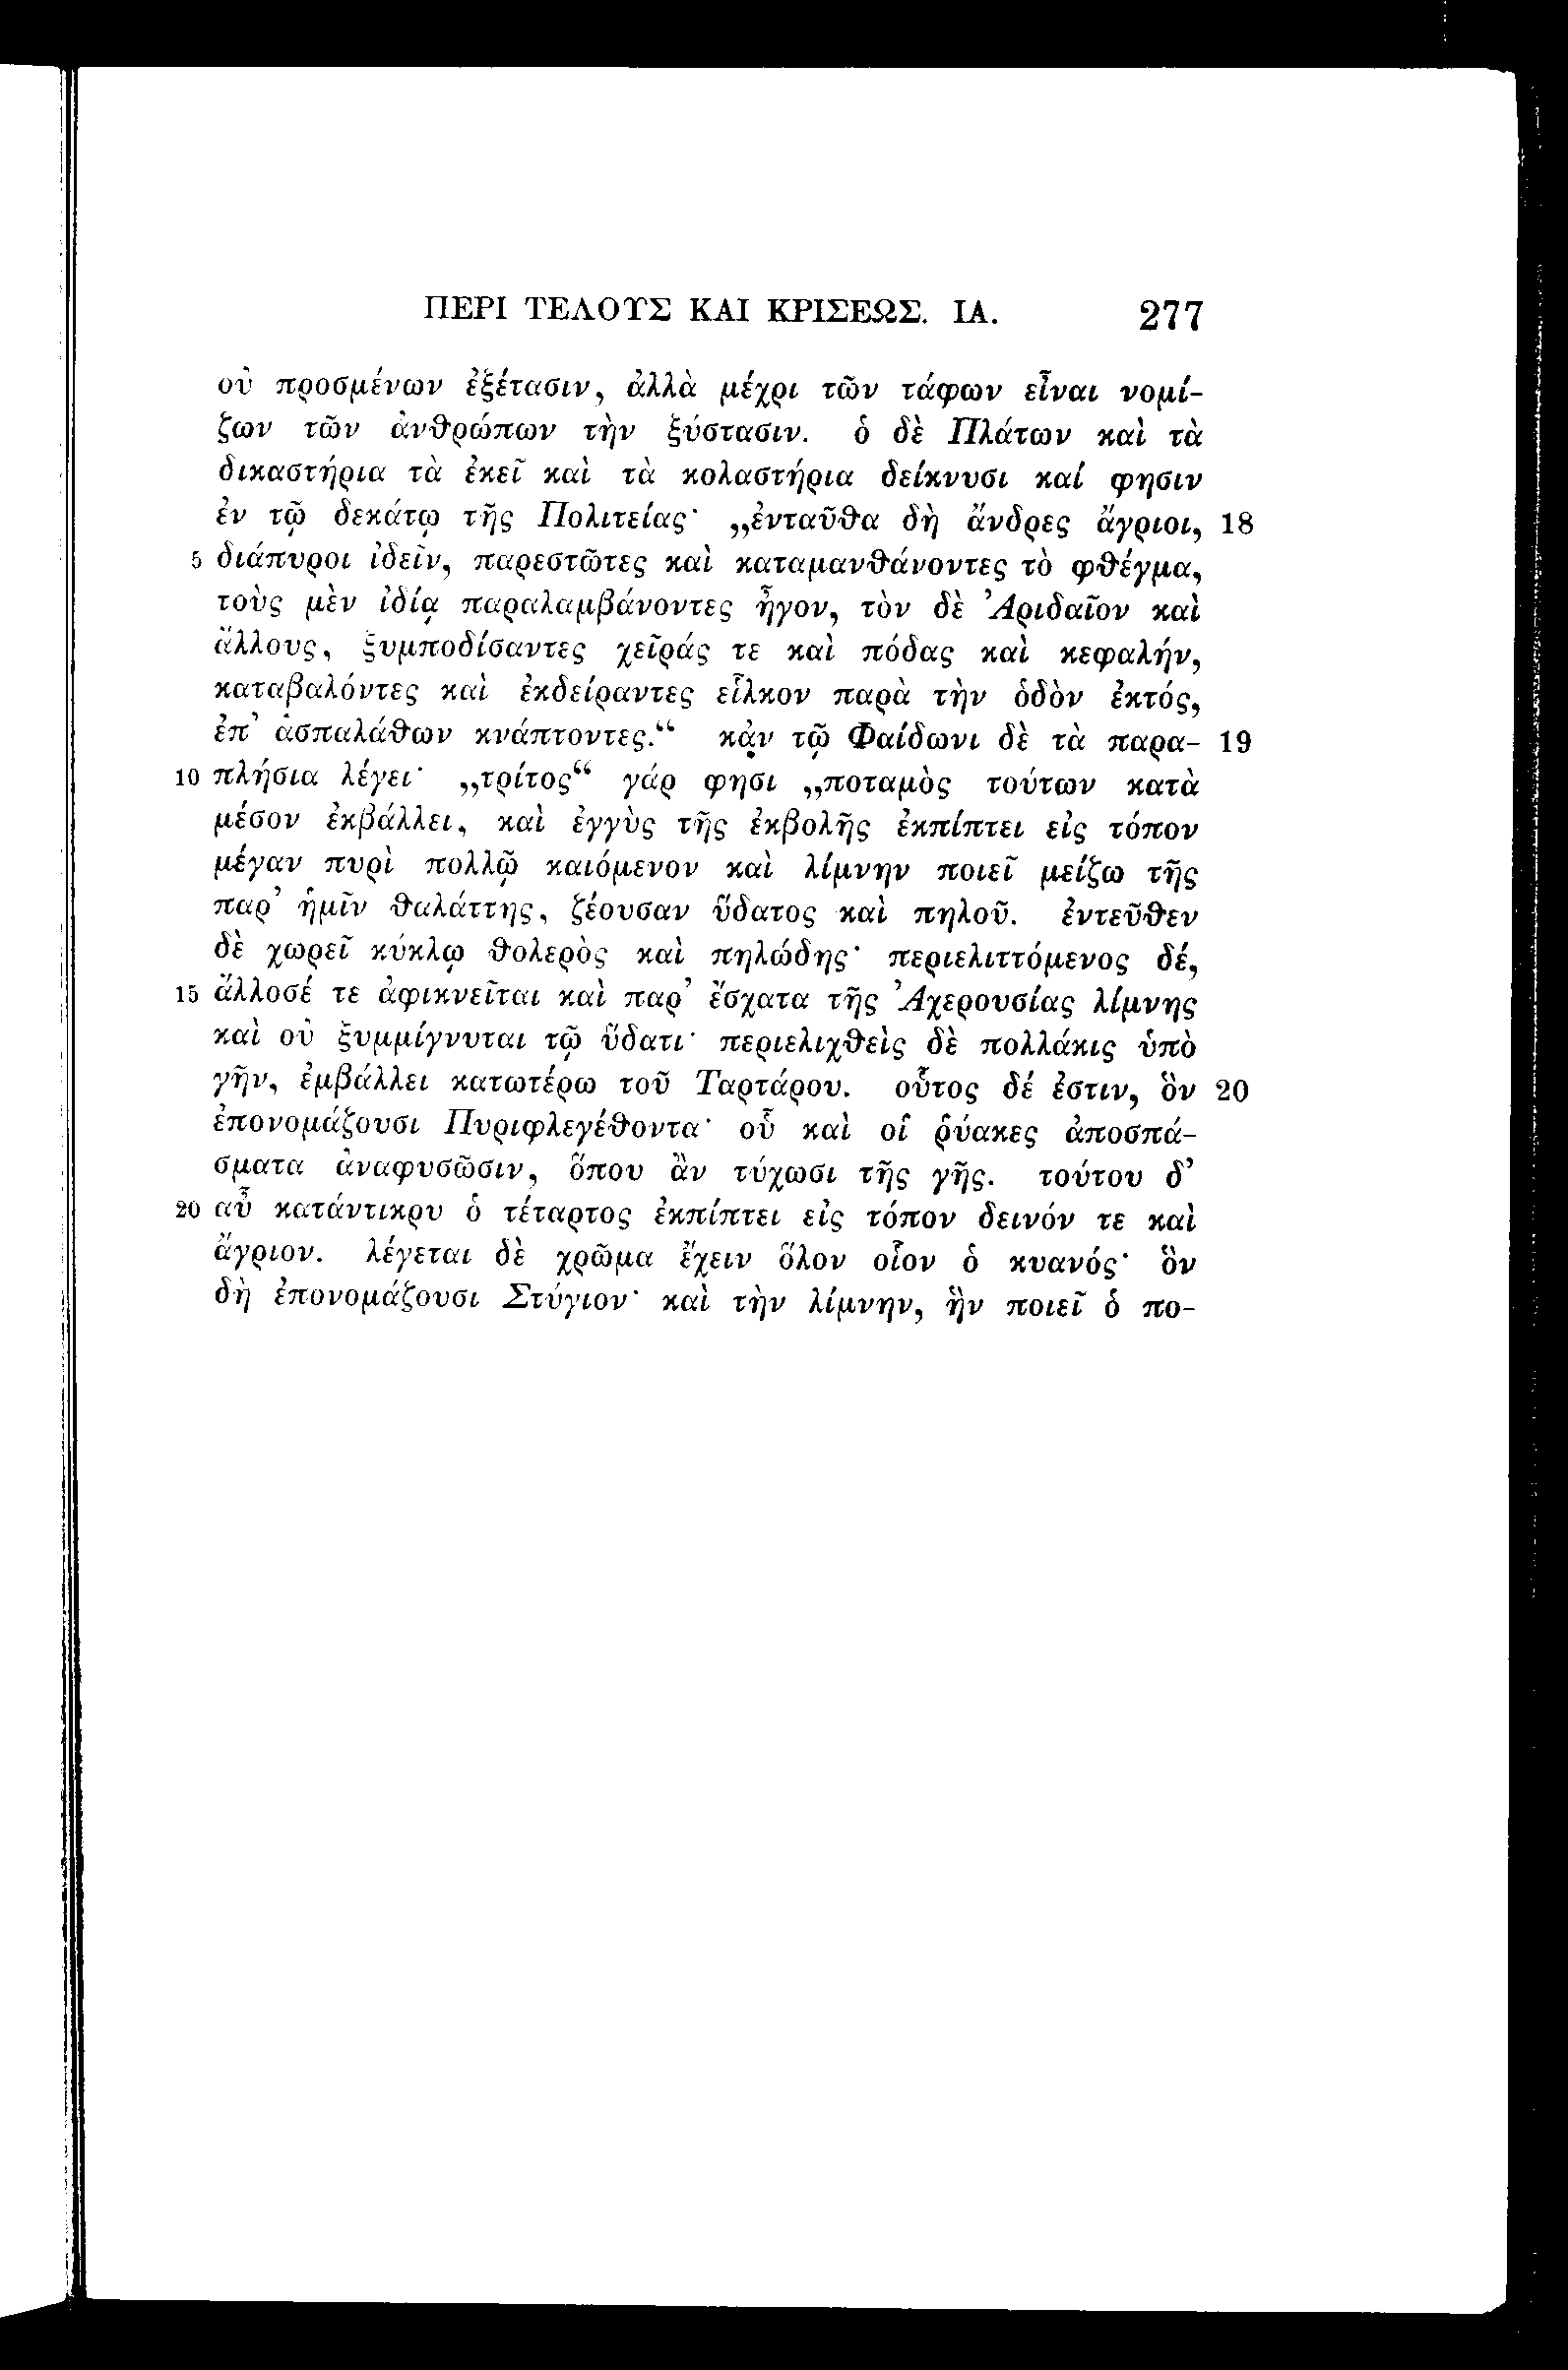 ΠΕΡΙ ΤΕΛΟΥΣ ΚΑΙ ΚΡΙΣΕΩΣ. ΙΑ. 277
οὐ προσμένων ἐξέτασιν, ἀλλὰ μέχρι τῶν τάφων εἶναι νομί-
ζων τῶν ἀνθρώπων τὴν ξύστασιν. ὁ δὲ Πλάτων καὶ τὰ
δικαστήρια τὰ ἐκεῖ καὶ τὰ κολαστήρια δείκνυσι καί φησιν
ἐν τῷ δεκάτῳ τῆς Πολιτείας· „ἐνταῦθα δὴ ἄνδρες ἄγριοι, 18
5 διάπυροι ἰδεῖν, παρεστῶτες καὶ καταμανθάνοντες τὸ φθέγμα,
τοὺς μὲν ἰδίᾳ παραλαμβάνοντες ἦγον, τὸν δὲ Ἀριδαῖον καὶ
ἄλλους, ξυμποδίσαντες χεῖράς τε καὶ πόδας καὶ κεφαλήν,
καταβαλόντες καὶ ἐκδείραντες εἷλκον παρὰ τὴν ὁδὸν ἐκτός,
ἐπ’ ἀσπαλάθων κνάπτοντες.“ κἀν τῷ Φαίδωνι δὲ τὰ παρα- 19
10 πλήσια λέγει· „τρίτος“ γάρ φησι „ποταμὸς τούτων κατὰ
μέσον ἐκβάλλει, καὶ ἐγγὺς τῆς ἐκβολῆς ἐκπίπτει εἰς τόπον
μέγαν πυρὶ πολλῷ καιόμενον καὶ λίμνην ποιεῖ μείζω τῆς
παρ’ ἡμῖν θαλάττης, ζέουσαν ὕδατος καὶ πηλοῦ. ἐντεῦθεν
δὲ χωρεῖ κύκλῳ θολερὸς καὶ πηλώδης· περιελιττόμενος δέ,
15 ἄλλοσέ τε ἀφικνεῖται καὶ παρ’ ἔσχατα τῆς Ἀχερουσίας λίμνης
καὶ οὐ ξυμμίγνυται τῷ ὕδατι· περιελιχθεὶς δὲ πολλάκις ὑπὸ
γῆν, ἐμβάλλει κατωτέρω τοῦ Ταρτάρου. οὗτος δέ ἐστιν, ὃν 20
ἐπονομάζουσι Πυριφλεγέθοντα· οὗ καὶ οἱ ῥύακες ἀποσπά-
σματα ἀναφυσῶσιν, ὅπου ἂν τύχωσι τῆς γῆς. τούτου δ’
20 αὖ κατάντικρυ ὁ τέταρτος ἐκπίπτει εἰς τόπον δεινόν τε καὶ
ἄγριον. λέγεται δὲ χρῶμα ἔχειν ὅλον οἷον ὁ κυανός· ὃν
δὴ ἐπονομάζουσι Στύγιον· καὶ τὴν λίμνην, ἣν ποιεῖ ὁ πο-